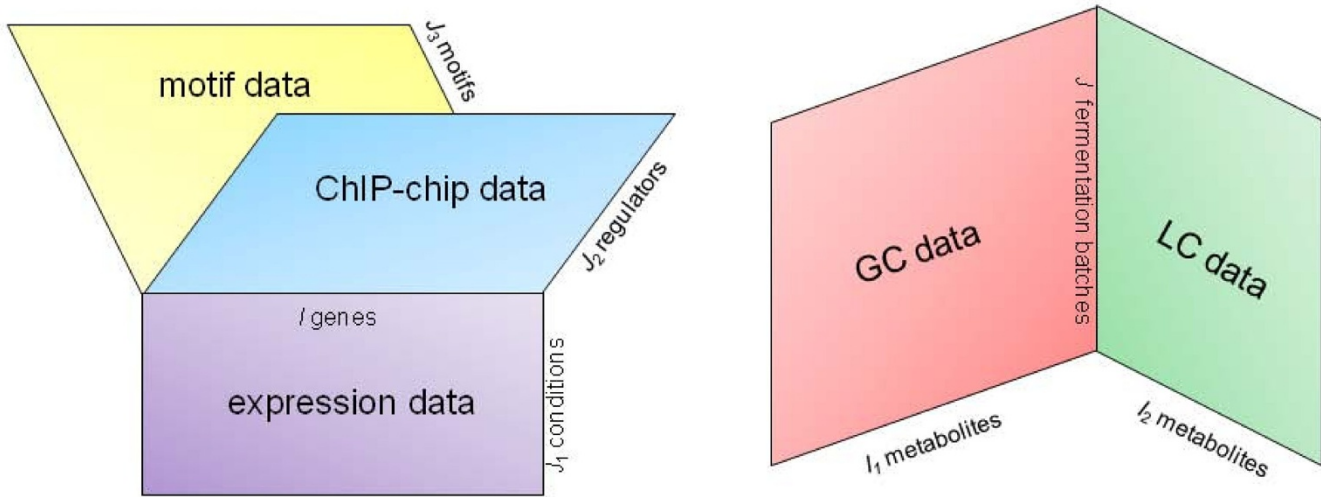 motif data
J3 motifs
ChIP-chip data
J2 regulators
I genes
expression data
J1 conditions
GC data
J fermentation batches
LC data
I1 metabolites
I2 metabolites